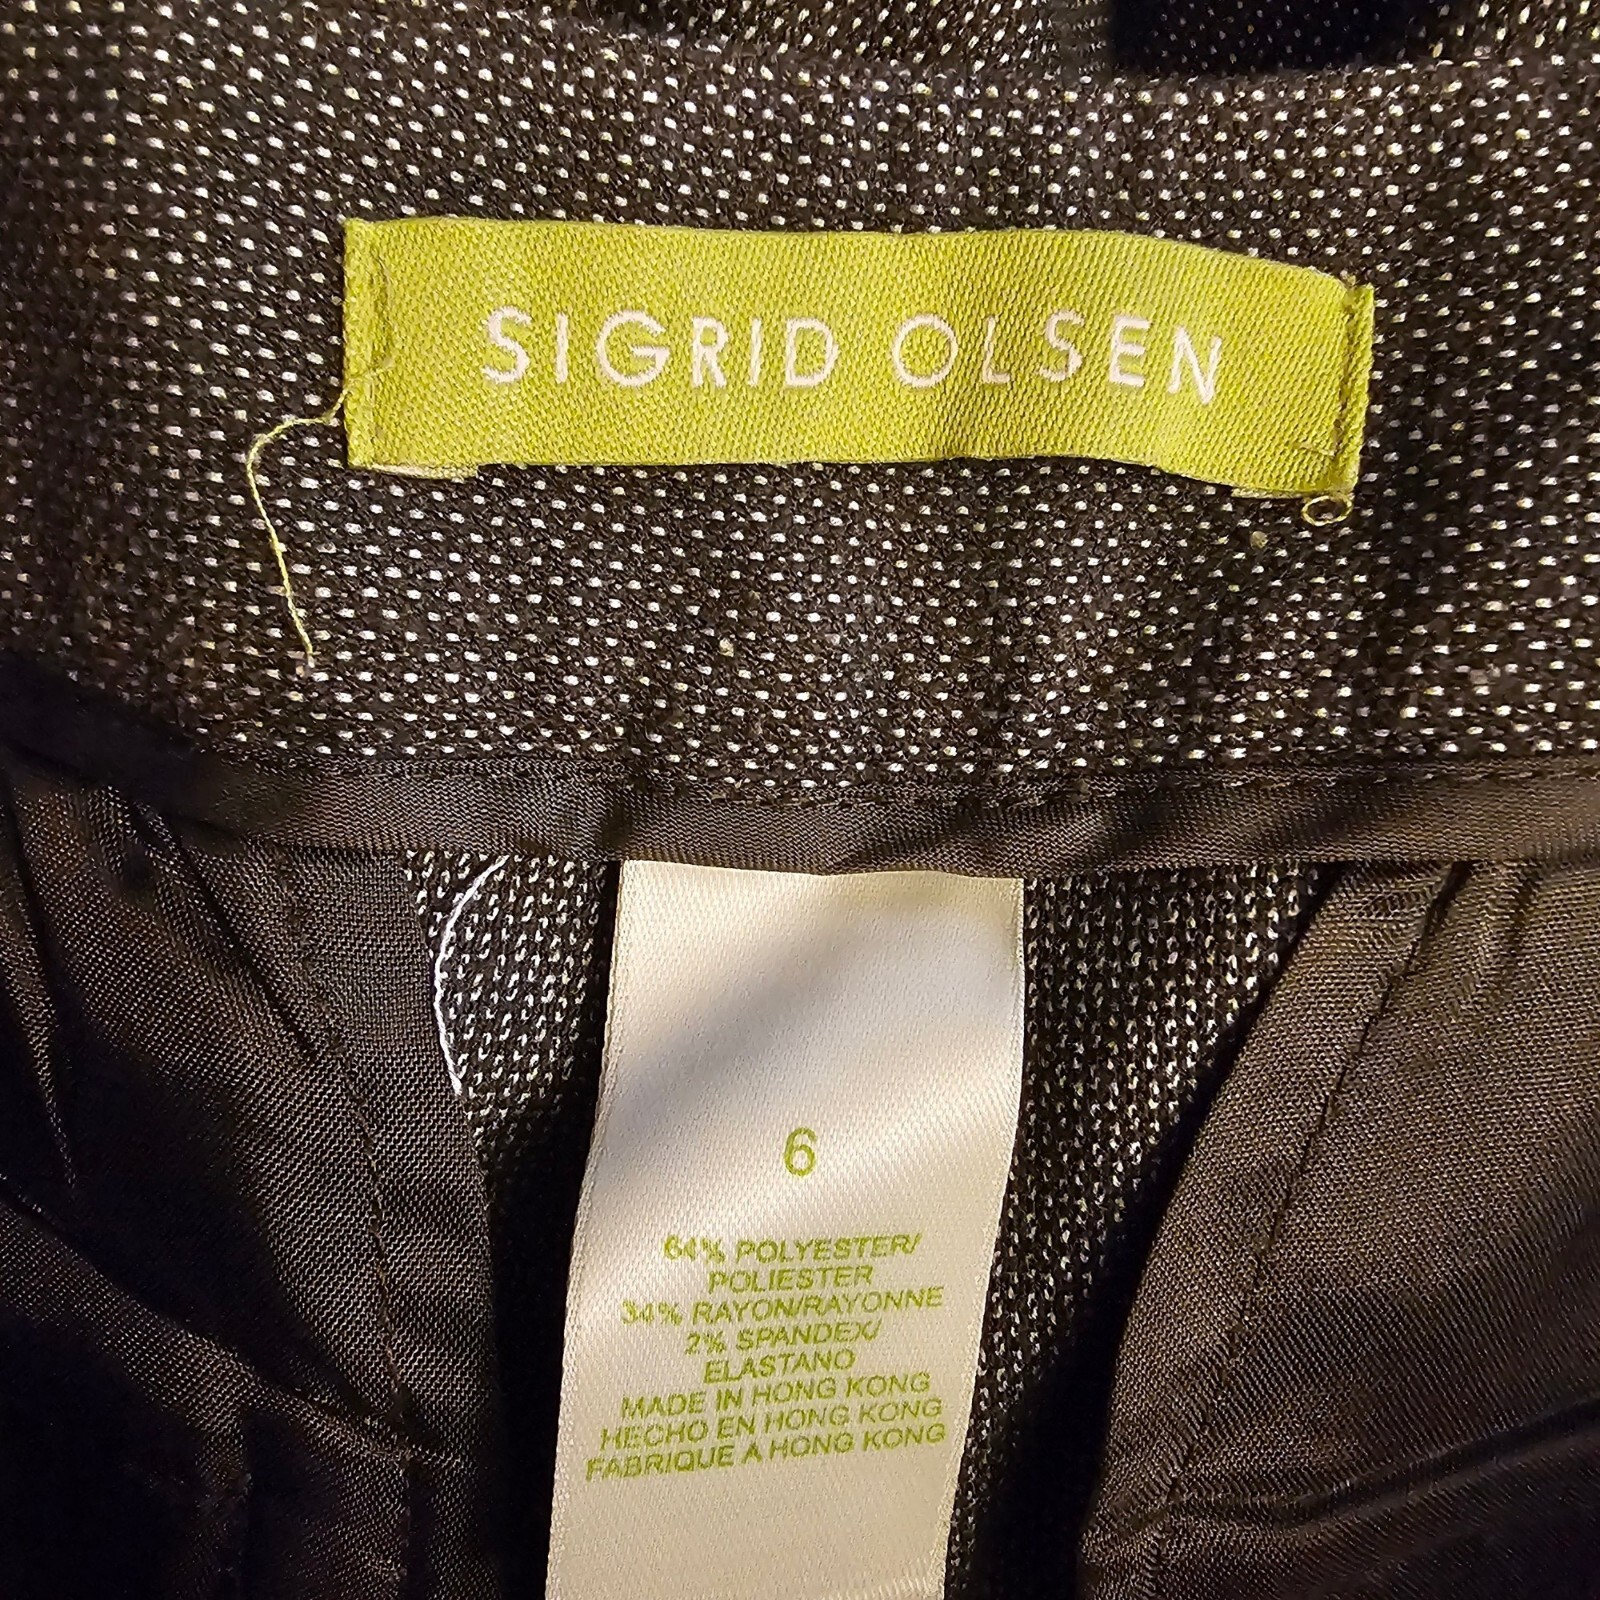 SIGRID OLSEN
6
64% POLYESTER/
POLIESTER
34% RAYON/RAYONNE
2% SPANDEX/
ELASTANO
MADE IN HONG KONG
HECHO EN HONG KONG
FABRIQUE A HONG KONG